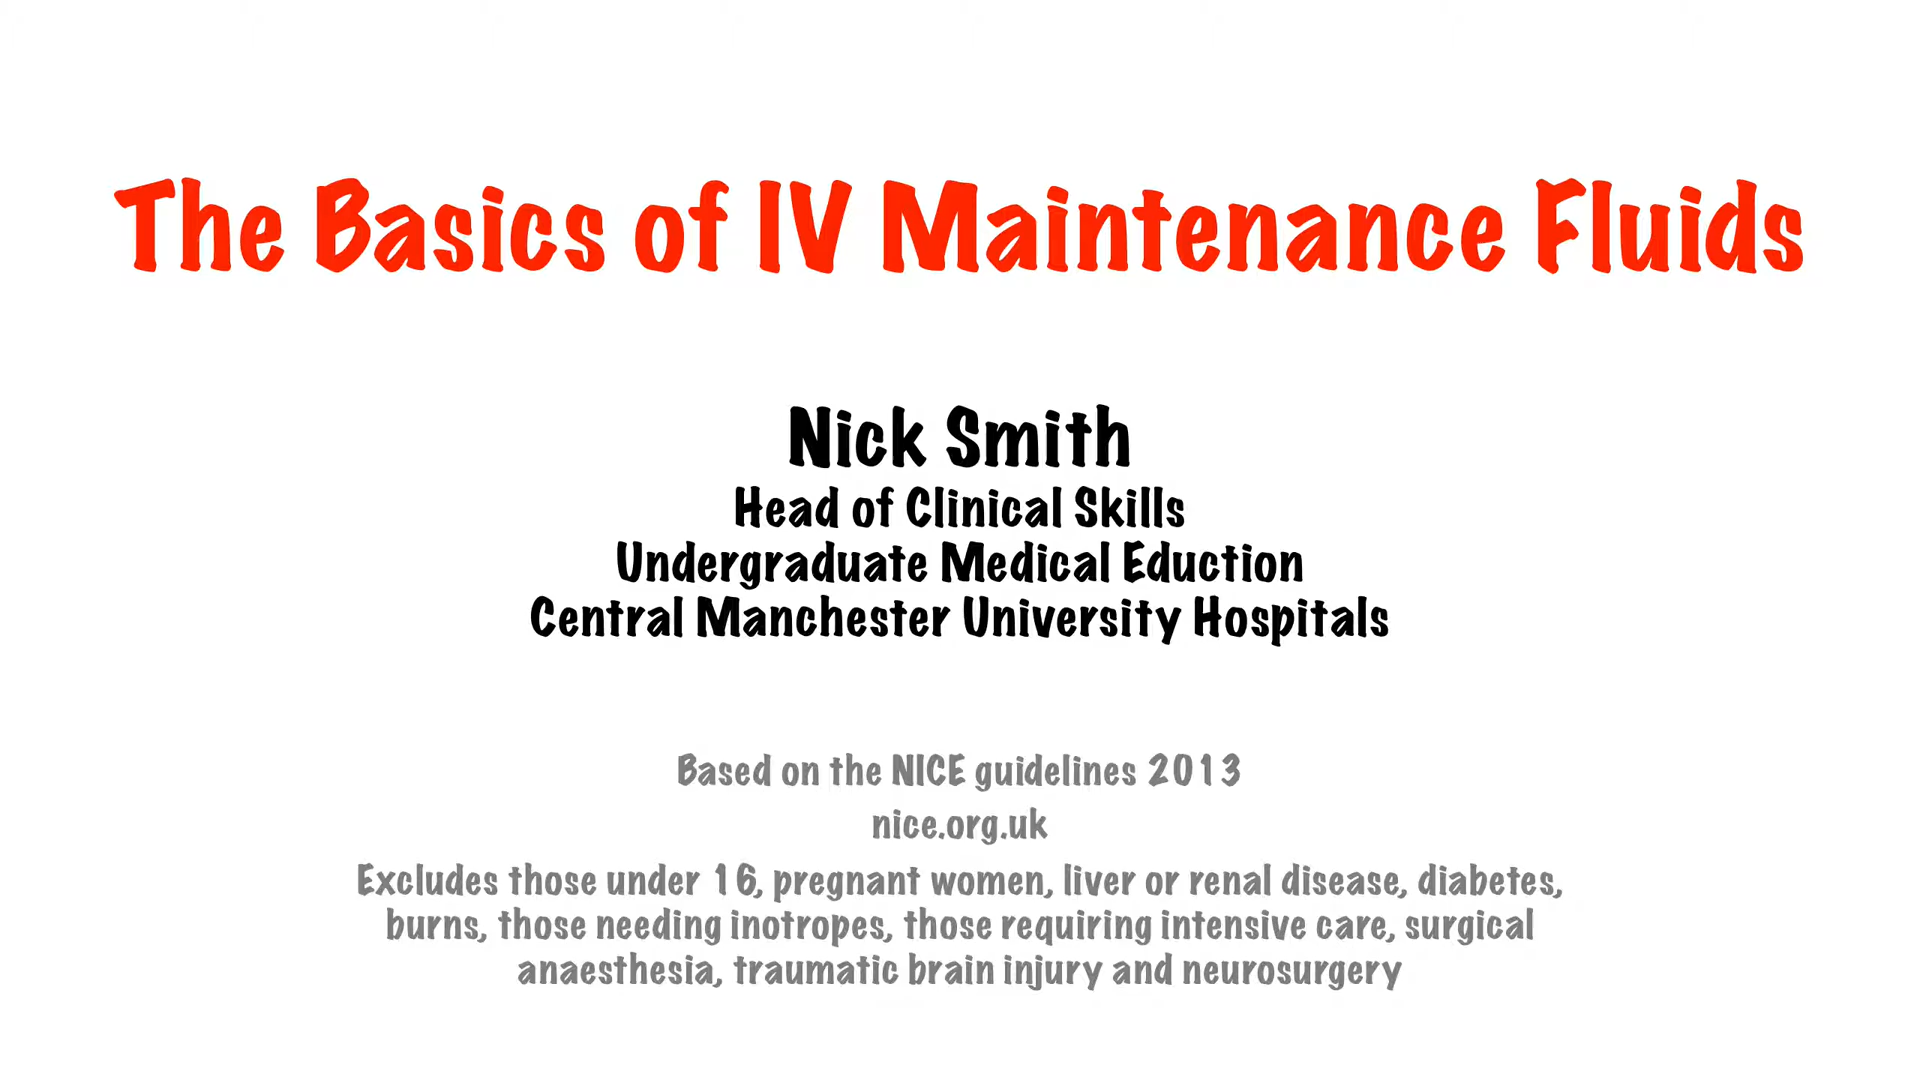 The Basics of IV Maintenance Fluids
Nick Smith
Head of Clinical Skills
Undergraduate Medical Eduction
Central Manchester University Hospitals
Based on the NICE guidelines 2013
nice.org.uk
Excludes those under 16, pregnant women, liver or renal disease, diabetes,
burns, those needing inotropes, those requiring intensive care, surgical
anaesthesia, traumatic brain injury and neurosurgery